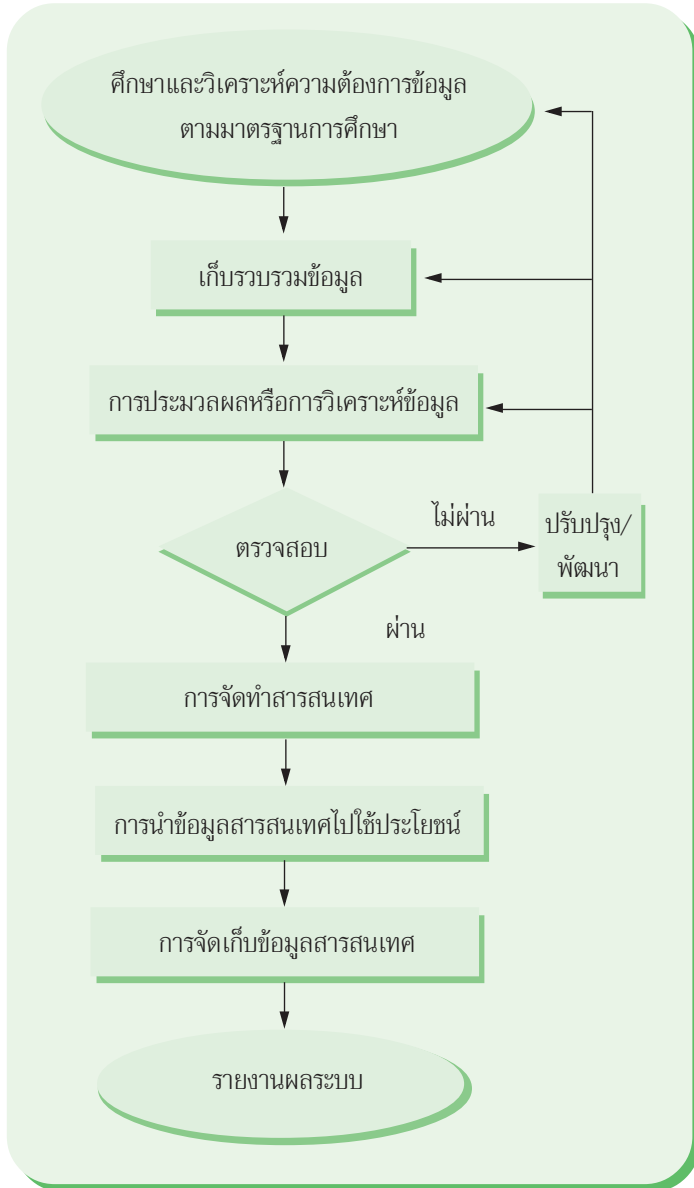 ศึกษาและวิเคราะห์ความต้องการข้อมูล
ตามมาตรฐานการศึกษา
เก็บรวบรวมข้อมูล
การประมวลผลหรือการวิเคราะห์ข้อมูล
ตรวจสอบ
ไม่ผ่าน
ปรับปรุง/
พัฒนา
ผ่าน
การจัดทำสารสนเทศ
การนำข้อมูลสารสนเทศไปใช้ประโยชน์
การจัดเก็บข้อมูลสารสนเทศ
รายงานผลระบบ